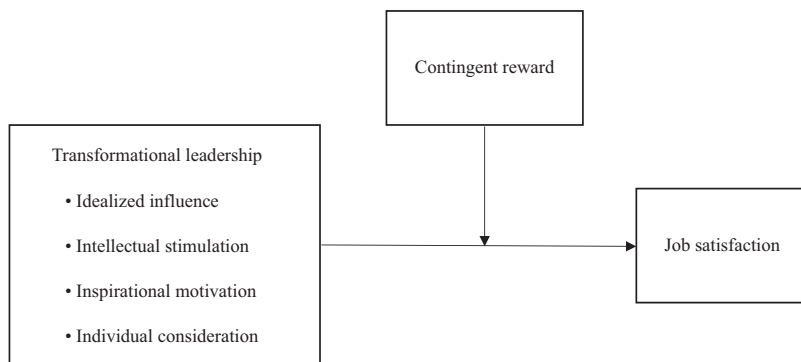 Contingent reward
Transformational leadership
• Idealized influence
• Intellectual stimulation
• Inspirational motivation
• Individual consideration
Job satisfaction